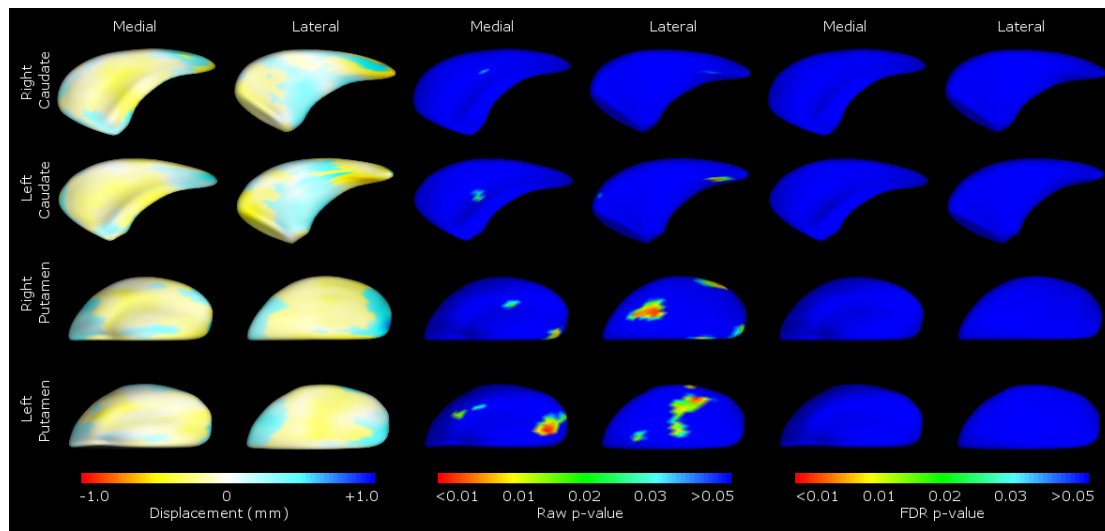 Medial Lateral Medial Lateral Medial Lateral
Right
Caudate
Left
Caudate
Right
Putamen
Left
Putamen
-1.0 0 +1.0 <0.01 0.01 0.02 0.03 >0.05 <0.01 0.01 0.02 0.03 >0.05
Displacement (mm) Raw p-value FDR p-value